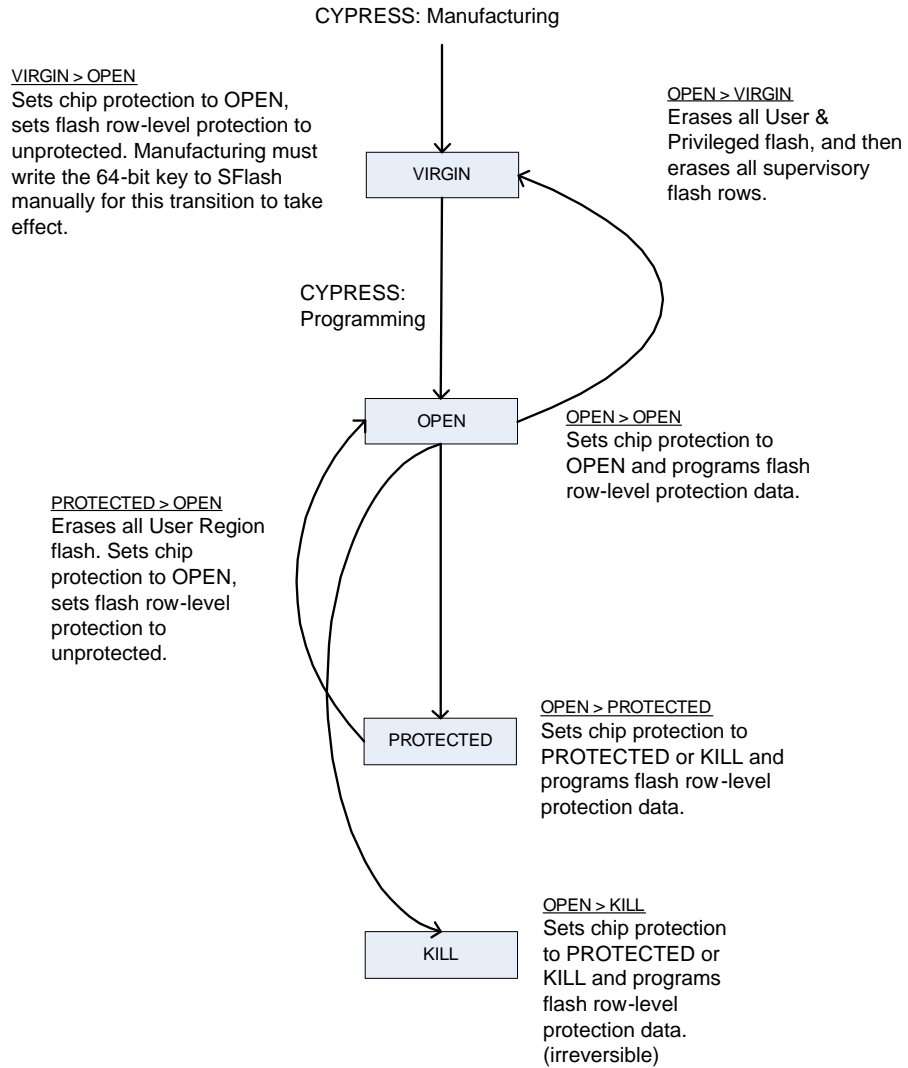 CYPRESS: Manufacturing
VIRGIN > OPEN
Sets chip protection to OPEN,
sets flash row-level protection to
unprotected. Manufacturing must
write the 64-bit key to SFlash
manually for this transition to take
effect.
OPEN > VIRGIN
Erases all User &
Privileged flash, and then
erases all supervisory
flash rows.
VIRGIN
CYPRESS:
Programming
OPEN
OPEN > OPEN
Sets chip protection to
OPEN and programs flash
row-level protection data.
PROTECTED > OPEN
Erases all User Region
flash. Sets chip
protection to OPEN,
sets flash row-level
protection to
unprotected.
PROTECTED
OPEN > PROTECTED
Sets chip protection to
PROTECTED or KILL and
programs flash row-level
protection data.
KILL
OPEN > KILL
Sets chip protection
to PROTECTED or
KILL and programs
flash row-level
protection data.
(irreversible)